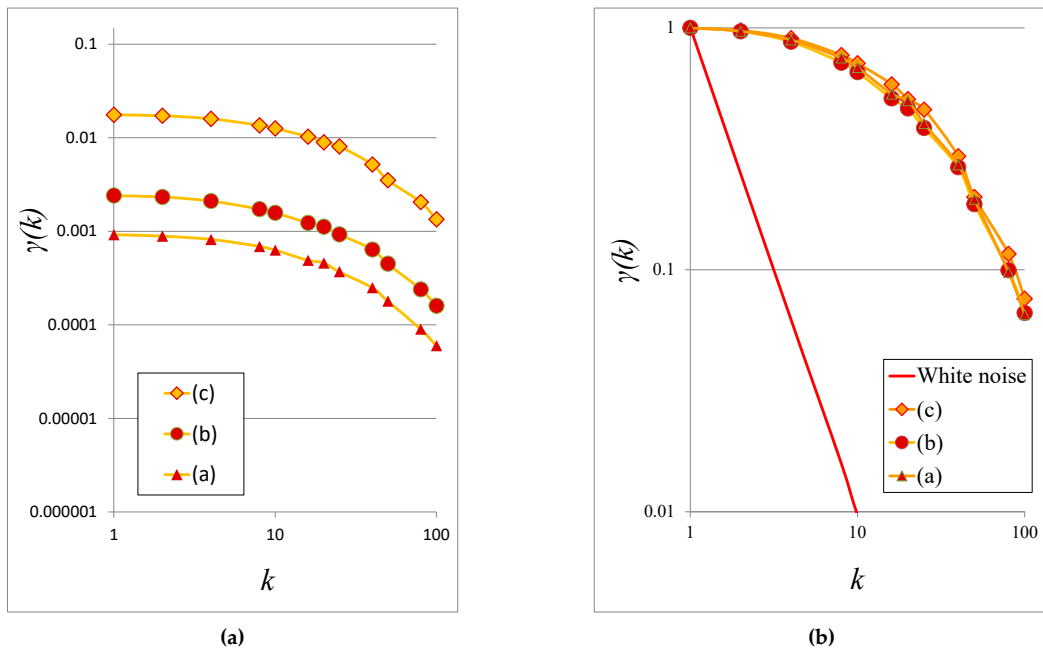 0.1
0.01
0.001
0.0001
0.00001
0.000001
γ(k)
(c)
(b)
(a)
1
10
100
k
(a)
1
0.1
0.01
γ(k)
White noise
(c)
(b)
(a)
1
10
100
k
(b)